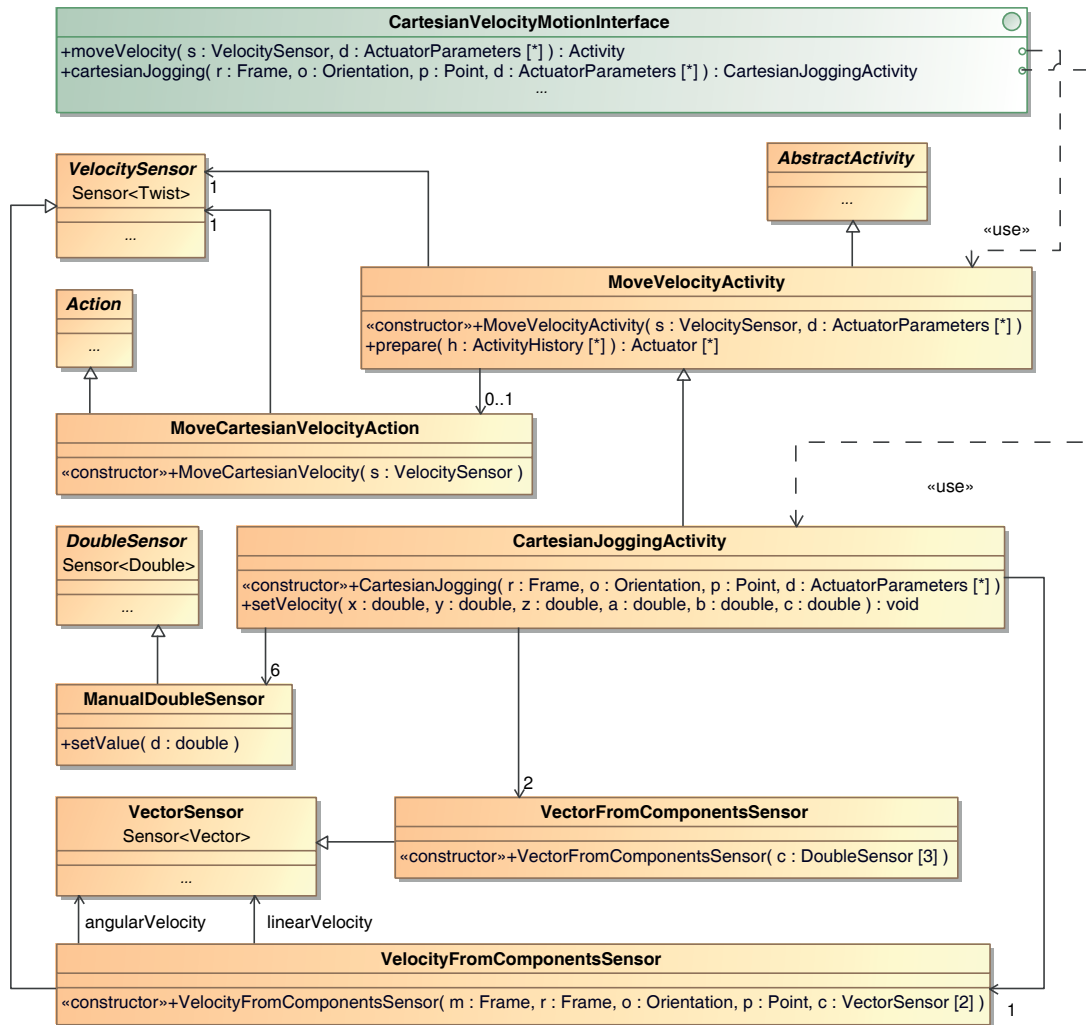 CartesianVelocityMotionInterface
+moveVelocity( s : VelocitySensor, d : ActuatorParameters [*] ) : Activity
+cartesianJogging( r : Frame, o : Orientation, p : Point, d : ActuatorParameters [*] ) : CartesianJoggingActivity
...
VelocitySensor
Sensor<Twist>
...
1
1
AbstractActivity
...
«use»
MoveVelocityActivity
«constructor»+MoveVelocityActivity( s : VelocitySensor, d : ActuatorParameters [*] )
+prepare( h : ActivityHistory [*] ) : Actuator [*]
Action
...
0..1
MoveCartesianVelocityAction
«constructor»+MoveCartesianVelocity( s : VelocitySensor )
«use»
DoubleSensor
Sensor<Double>
...
CartesianJoggingActivity
«constructor»+CartesianJogging( r : Frame, o : Orientation, p : Point, d : ActuatorParameters [*] )
+setVelocity( x : double, y : double, z : double, a : double, b : double, c : double ) : void
6
ManualDoubleSensor
+setValue( d : double )
2
VectorSensor
Sensor<Vector>
...
VectorFromComponentsSensor
«constructor»+VectorFromComponentsSensor( c : DoubleSensor [3] )
angularVelocity
linearVelocity
VelocityFromComponentsSensor
«constructor»+VelocityFromComponentsSensor( m : Frame, r : Frame, o : Orientation, p : Point, c : VectorSensor [2] )
1